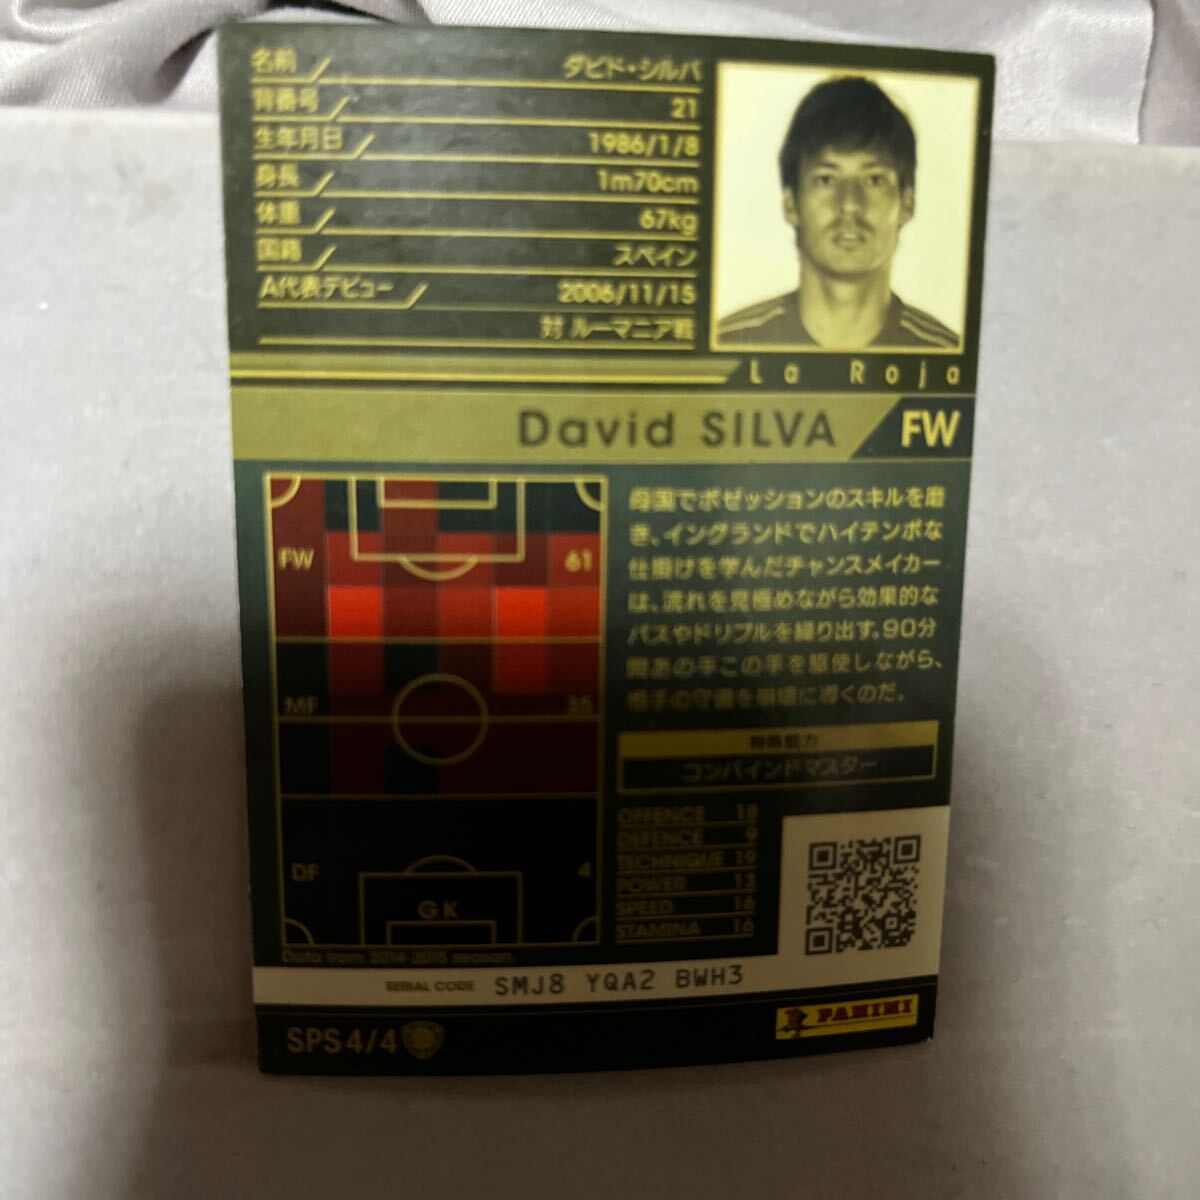 名前 ダビド・シルバ
背番号 21
生年月日 1986/1/8
身長 1m70cm
体重 67kg
国籍 スペイン
A代表デビュー 2006/11/15
対 ルーマニア戦
La Roja
David SILVA FW
FW 61
MF 35
DF 4
GK
Data from 2014-2015 season.
母国でポゼッションのスキルを磨
き、イングランドでハイテンポな
仕掛けを学んだチャンスメイカー
は、流れを見極めながら効果的な
パスやドリブルを繰り出す。90分
間あの手この手を駆使しながら、
相手の守備を崩壊に導くのだ。
特殊能力
コンバインドマスター
OFFENCE 18
DEFENCE 9
TECHNIQUE 19
POWER 13
SPEED 16
STAMINA 16
SERIAL CODE SMJ8 YQA2 BWH3
SPS4/4
PANINI